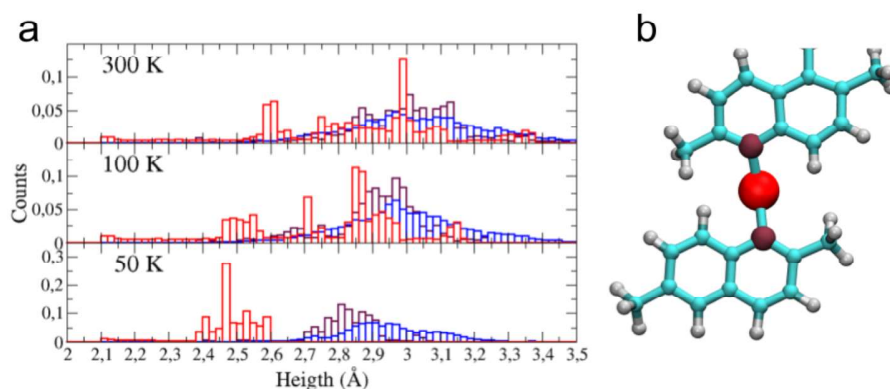 a
b
300 K
0,1
0,05
0
100 K
0,1
0,05
0
50 K
0,3
0,2
0,1
0
Counts
2 2,1 2,2 2,3 2,4 2,5 2,6 2,7 2,8 2,9 3 3,1 3,2 3,3 3,4 3,5
Heigth (Å)